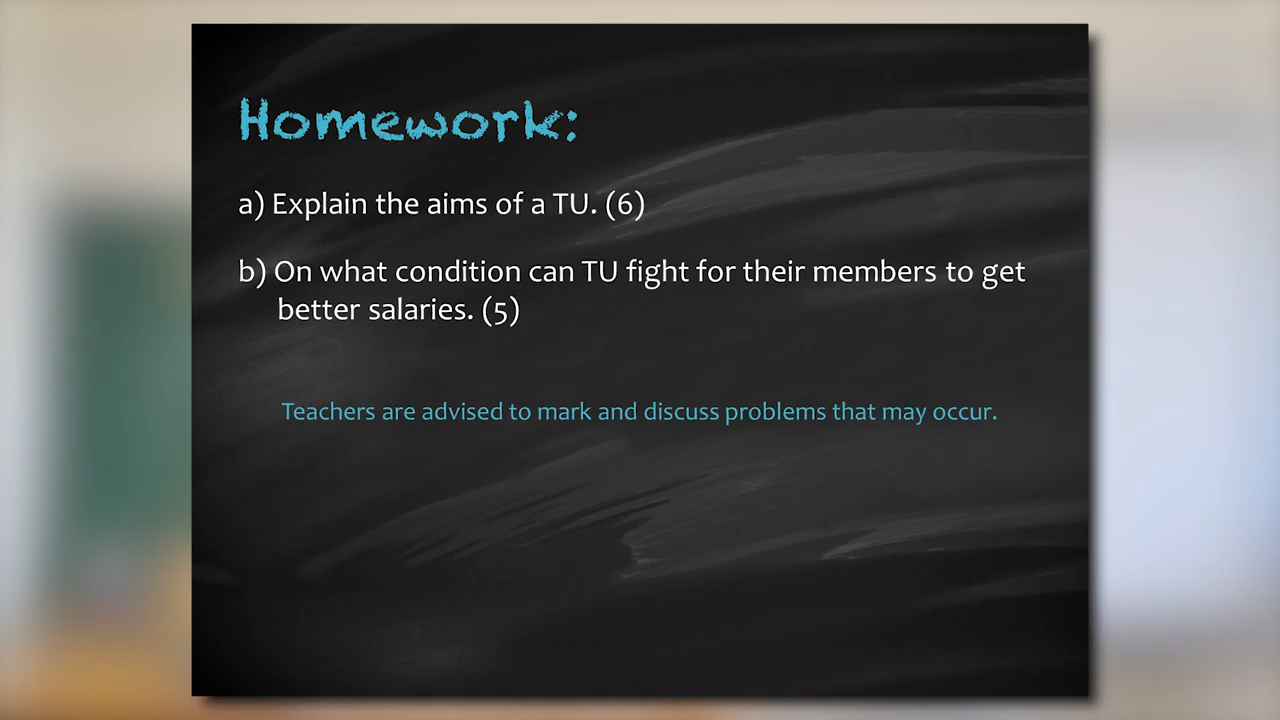 Homework:
a) Explain the aims of a TU. (6)
b) On what condition can TU fight for their members to get
better salaries. (5)
Teachers are advised to mark and discuss problems that may occur.